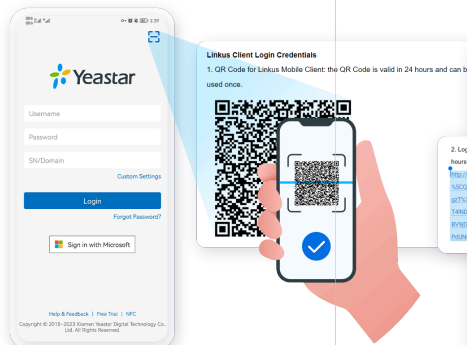 3:29
Yeastar
Username
Password
SN/Domain
Custom Settings
Login
Forgot Password?
Sign in with Microsoft
Help & Feedback | Free Trial | NFC
Copyright © 2015-2023 Xiamen Yeastar Digital Technology Co.,
Ltd. All Rights Reserved.
Linkus Client Login Credentials
1. QR Code for Linkus Mobile Client: the QR Code is valid in 24 hours and can b
used once.
2. Log
hours
http://
%5CQ